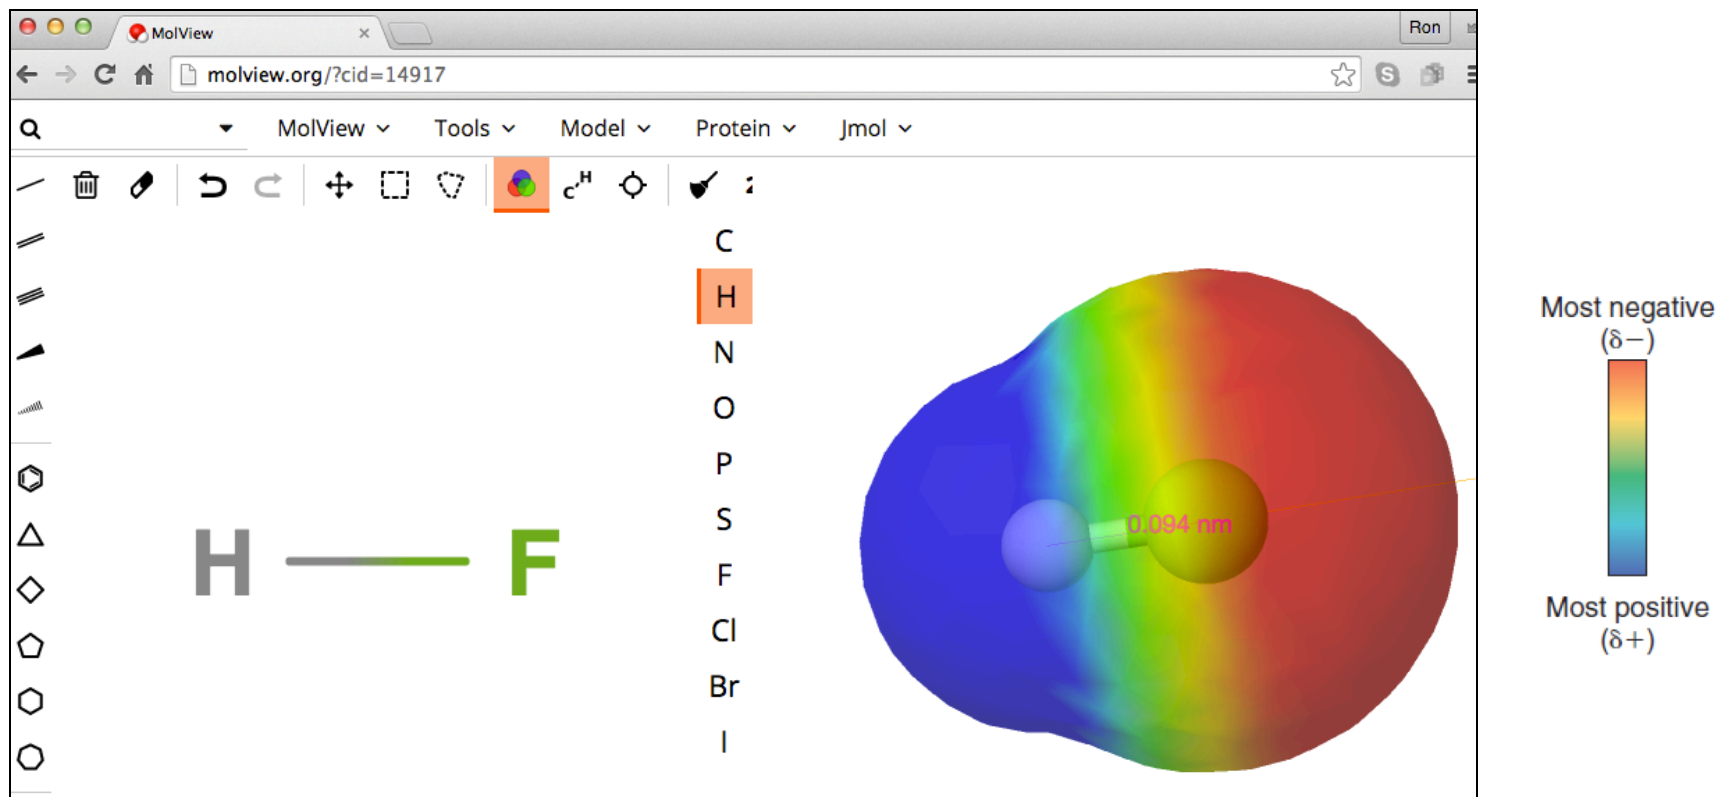 MolView
Ron
molview.org/?cid=14917
MolView Tools Model Protein Jmol
C H
C
H
N
O
P
S
F
Cl
Br
I
H F
0.094 nm
Most negative
(δ−)
Most positive
(δ+)